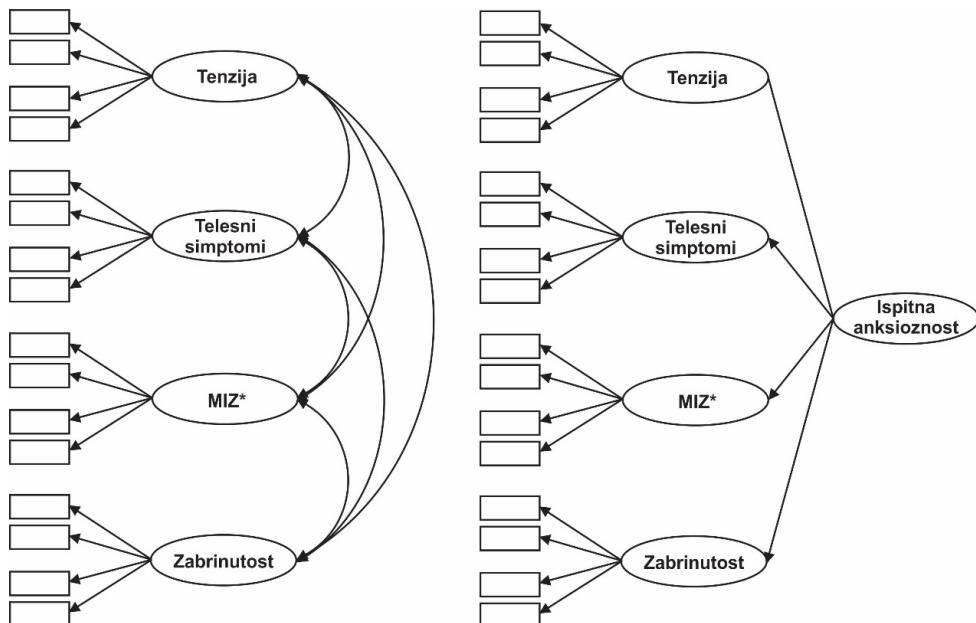 Tenzija
Telesni
simptomi
MIZ*
Zabrinutost
Tenzija
Telesni
simptomi
MIZ*
Zabrinutost
Ispitna
anksioznost